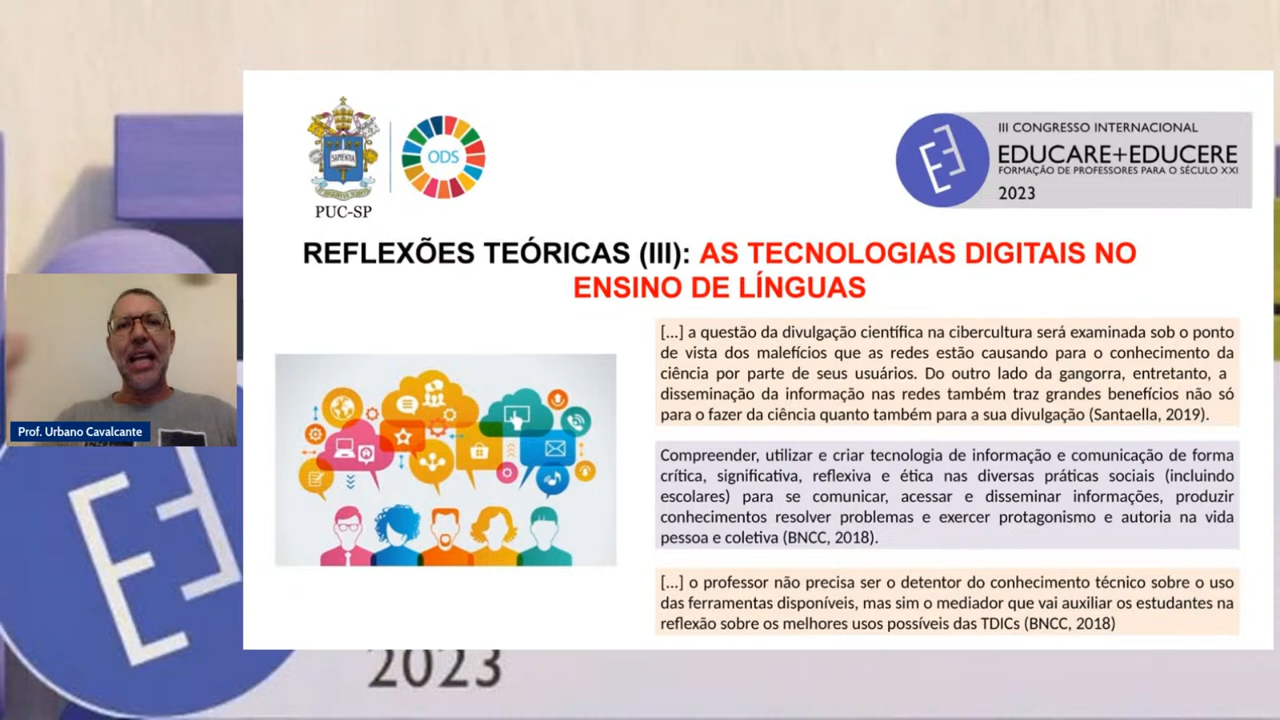 SAPIENTIA
PUC-SP
ODS
III CONGRESSO INTERNACIONAL
EDUCARE+EDUCERE
FORMAÇÃO DE PROFESSORES PARA O SÉCULO XXI
2023
REFLEXÕES TEÓRICAS (III): AS TECNOLOGIAS DIGITAIS NO
ENSINO DE LÍNGUAS
[...] a questão da divulgação científica na cibercultura será examinada sob o ponto
de vista dos malefícios que as redes estão causando para o conhecimento da
ciência por parte de seus usuários. Do outro lado da gangorra, entretanto, a
disseminação da informação nas redes também traz grandes benefícios não só
para o fazer da ciência quanto também para a sua divulgação (Santaella, 2019).
Compreender, utilizar e criar tecnologia de informação e comunicação de forma
crítica, significativa, reflexiva e ética nas diversas práticas sociais (incluindo
escolares) para se comunicar, acessar e disseminar informações, produzir
conhecimentos resolver problemas e exercer protagonismo e autoria na vida
pessoa e coletiva (BNCC, 2018).
[...] o professor não precisa ser o detentor do conhecimento técnico sobre o uso
das ferramentas disponíveis, mas sim o mediador que vai auxiliar os estudantes na
reflexão sobre os melhores usos possíveis das TDICs (BNCC, 2018)
Prof. Urbano Cavalcante
2023